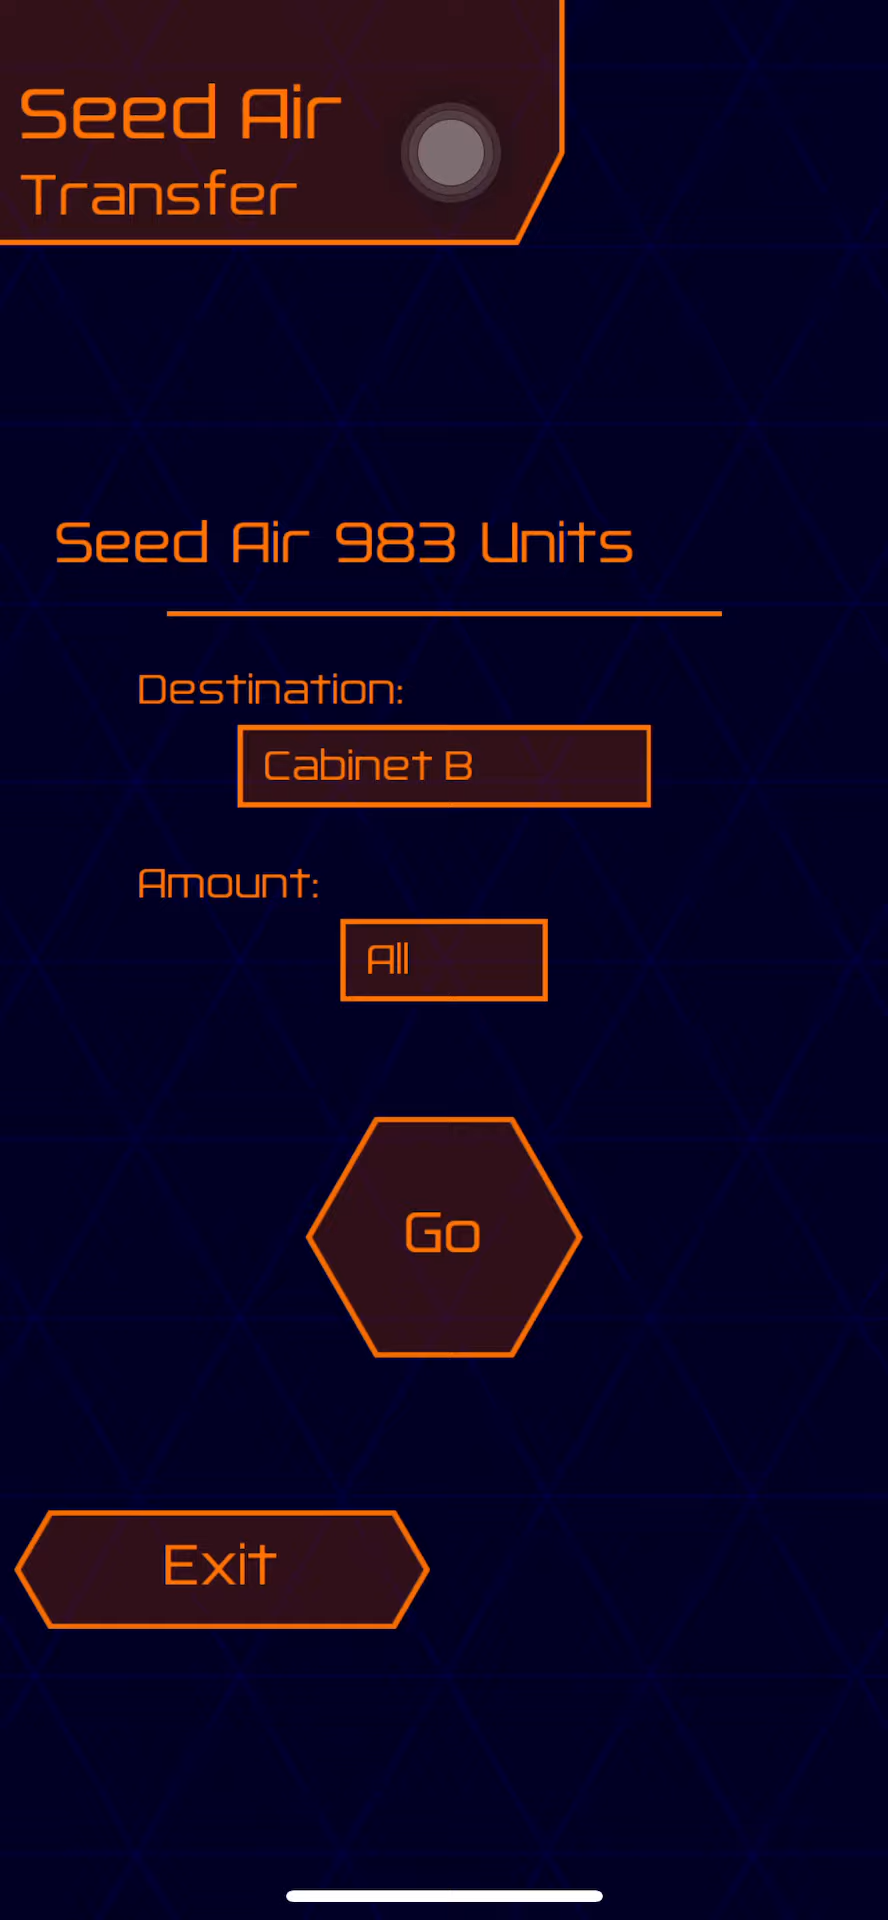 Seed Air
Transfer
Seed Air 983 Units
Destination:
Cabinet B
Amount:
All
Go
Exit